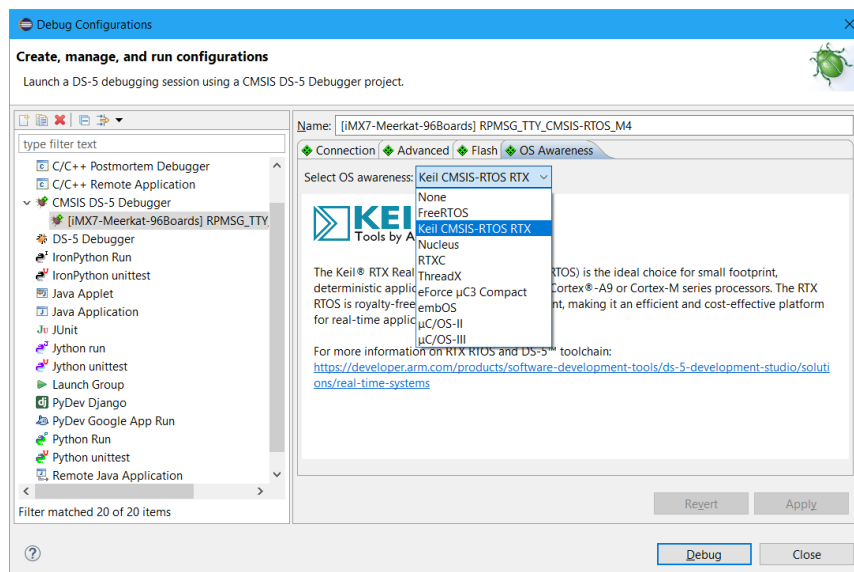 Debug Configurations
Create, manage, and run configurations
Launch a DS-5 debugging session using a CMSIS DS-5 Debugger project.
type filter text
C/C++ Postmortem Debugger
C/C++ Remote Application
CMSIS DS-5 Debugger
[iMX7-Meerkat-96Boards] RPMSG_TTY_
DS-5 Debugger
IronPython Run
IronPython unittest
Java Applet
Java Application
Ju JUnit
Jython run
Jython unittest
Launch Group
dj PyDev Django
PyDev Google App Run
Python Run
Python unittest
Remote Java Application
Filter matched 20 of 20 items
Name: [iMX7-Meerkat-96Boards] RPMSG_TTY_CMSIS-RTOS_M4
Connection Advanced Flash OS Awareness
Select OS awareness: Keil CMSIS-RTOS RTX
None
FreeRTOS
Keil CMSIS-RTOS RTX
Nucleus
RTXC
ThreadX
eForce µC3 Compact
embOS
µC/OS-II
µC/OS-III
KEI
Tools by A
The Keil® RTX Real TOS) is the ideal choice for small footprint,
deterministic applic Cortex®-A9 or Cortex-M series processors. The RTX
RTOS is royalty-free nt, making it an efficient and cost-effective platform
for real-time applic
For more information on RTX RTOS and DS-5™ toolchain:
https://developer.arm.com/products/software-development-tools/ds-5-development-studio/soluti
ons/real-time-systems
Revert Apply
Debug Close